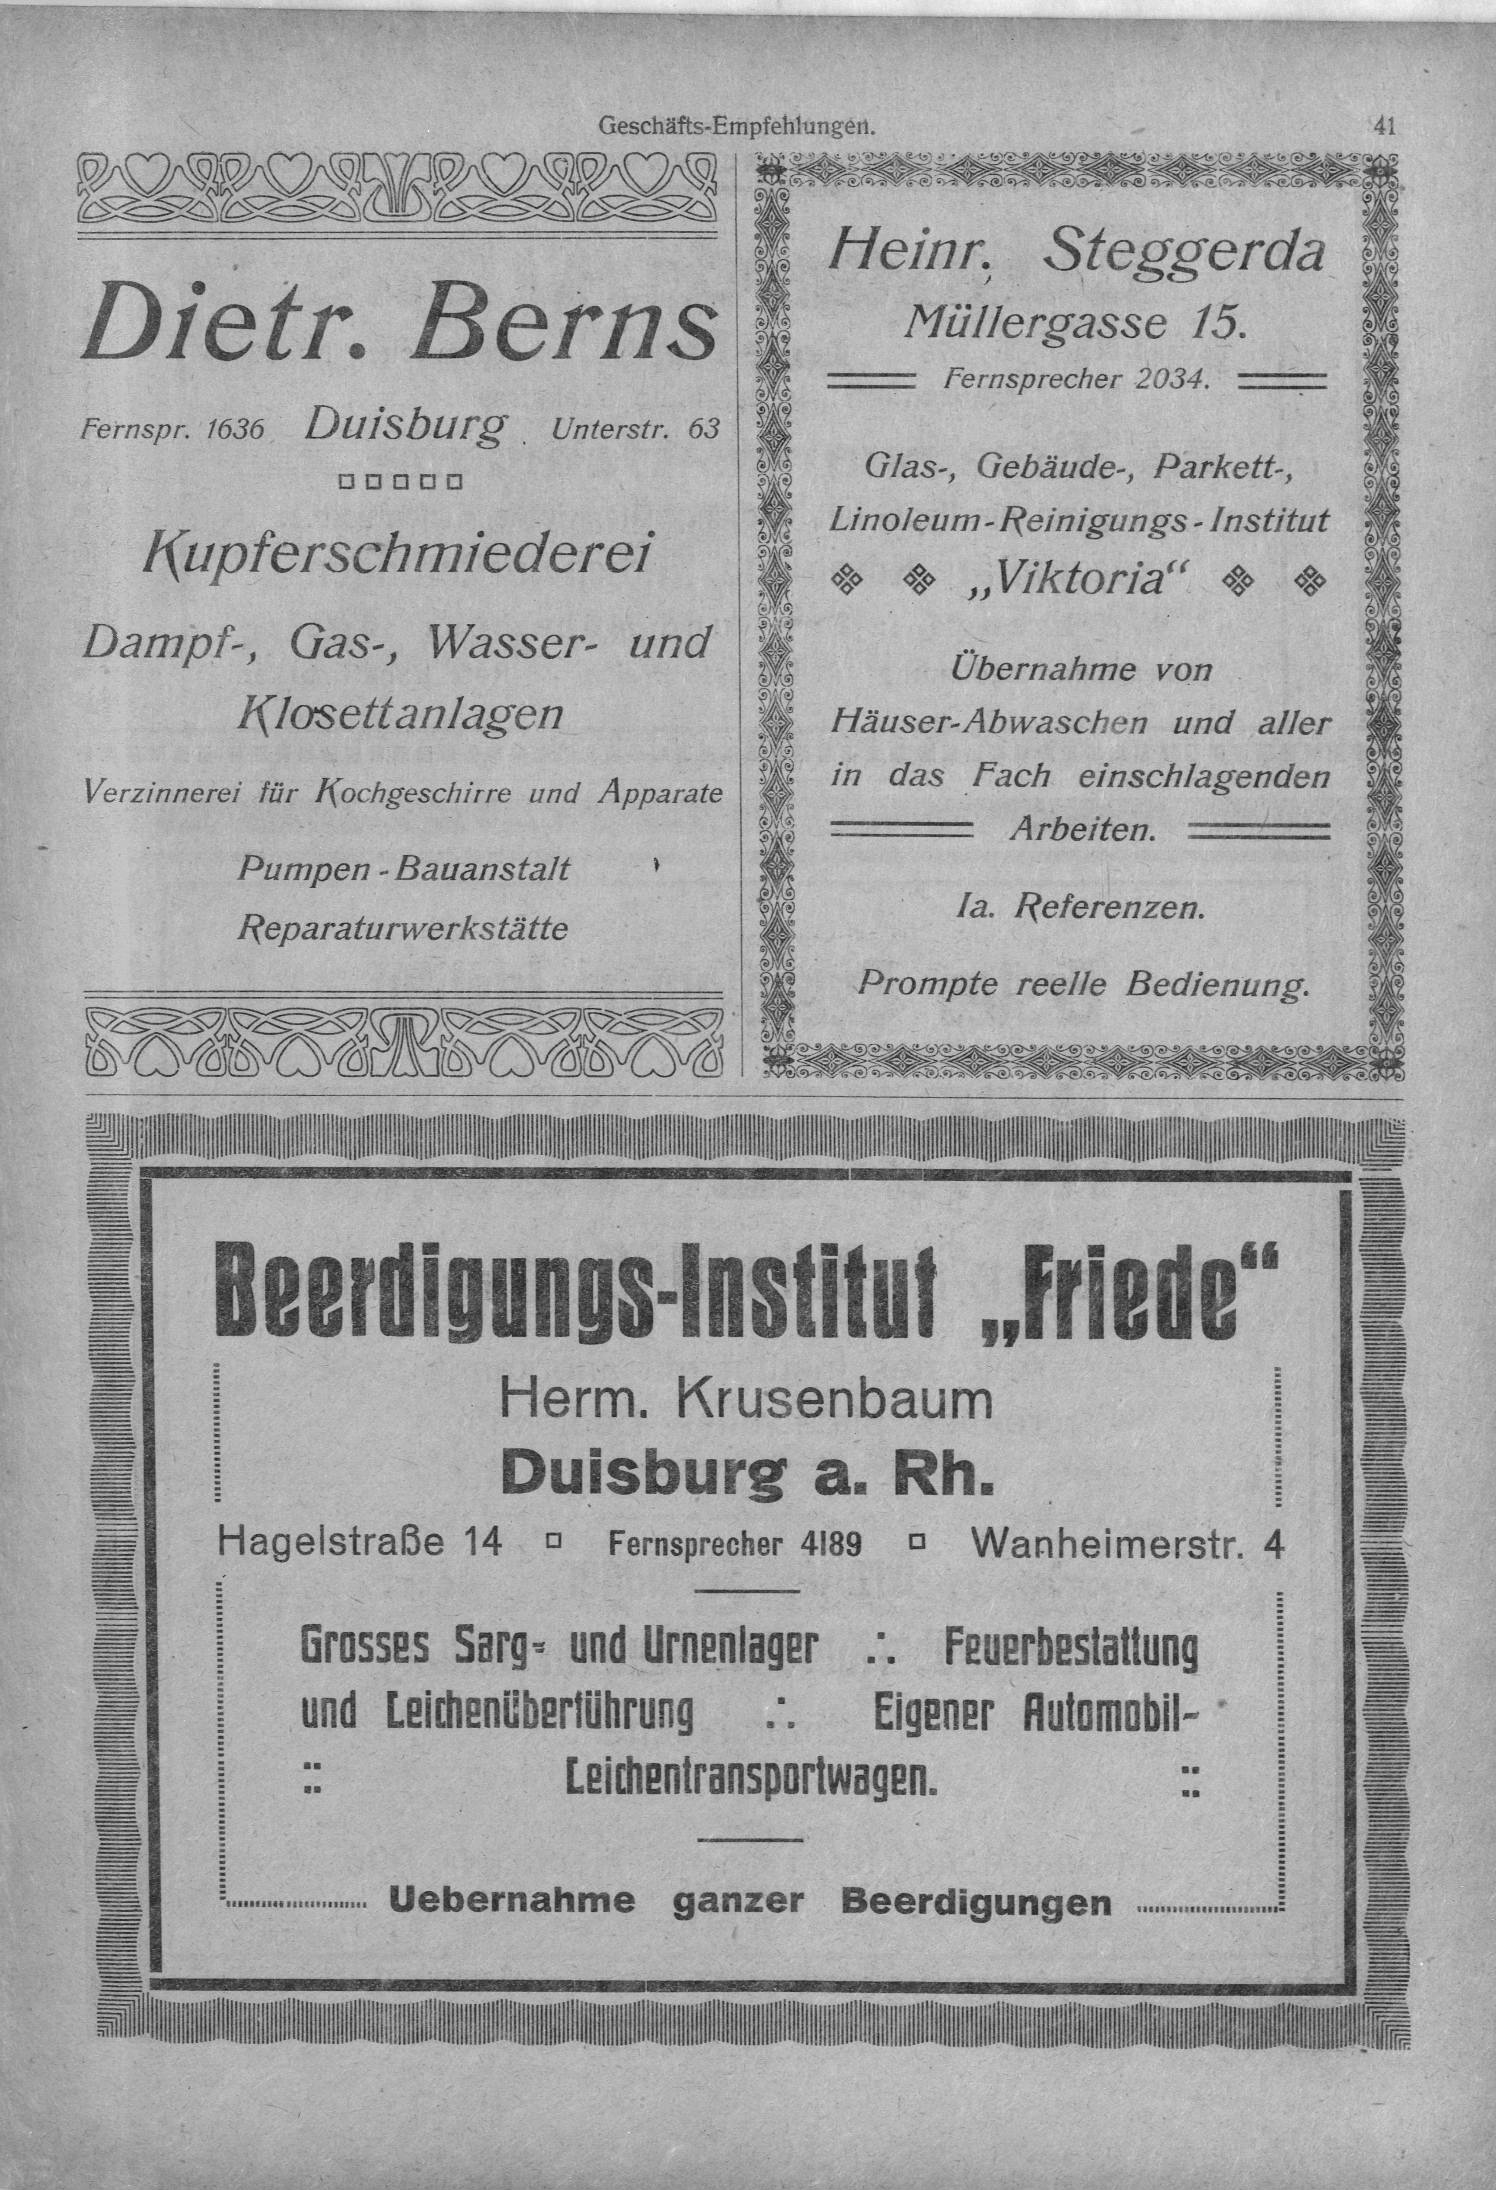 Geschäfts-Empfehlungen. 41
Dietr. Berns
Fernspr. 1636 Duisburg Unterstr. 63
Kupferschmiederei
Dampf-, Gas-, Wasser- und
Klosettanlagen
Verzinnerei für Kochgeschirre und Apparate
Pumpen-Bauanstalt
Reparaturwerkstätte
Heinr. Steggerda
Müllergasse 15.
Fernsprecher 2034.
Glas-, Gebäude-, Parkett-,
Linoleum-Reinigungs-Institut
„Viktoria“
Übernahme von
Häuser-Abwaschen und aller
in das Fach einschlagenden
Arbeiten.
Ia. Referenzen.
Prompte reelle Bedienung.
Beerdigungs-Institut „Friede“
Herm. Krusenbaum
Duisburg a. Rh.
Hagelstraße 14 Fernsprecher 4189 Wanheimerstr. 4
Grosses Sarg- und Urnenlager ∴ Feuerbestattung
und Leichenüberführung ∴ Eigener Automobil-
:: Leichentransportwagen. ::
Uebernahme ganzer Beerdigungen